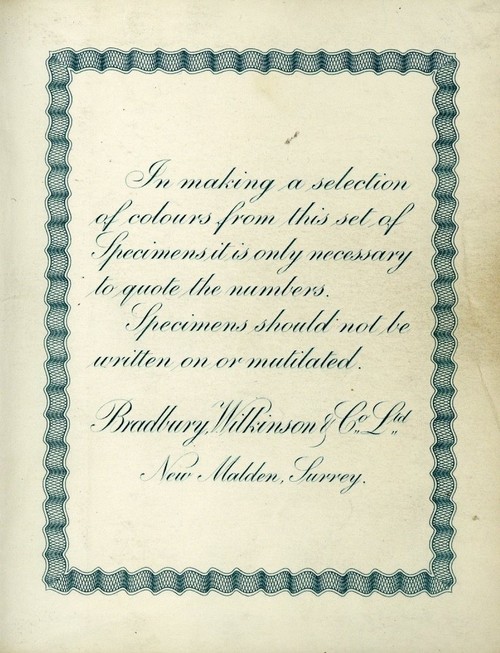 In making a selection
of colours from this set of
Specimens it is only necessary
to quote the numbers.
Specimens should not be
written on or mutilated.
Bradbury, Wilkinson & Co. Ltd.
New Malden, Surrey.